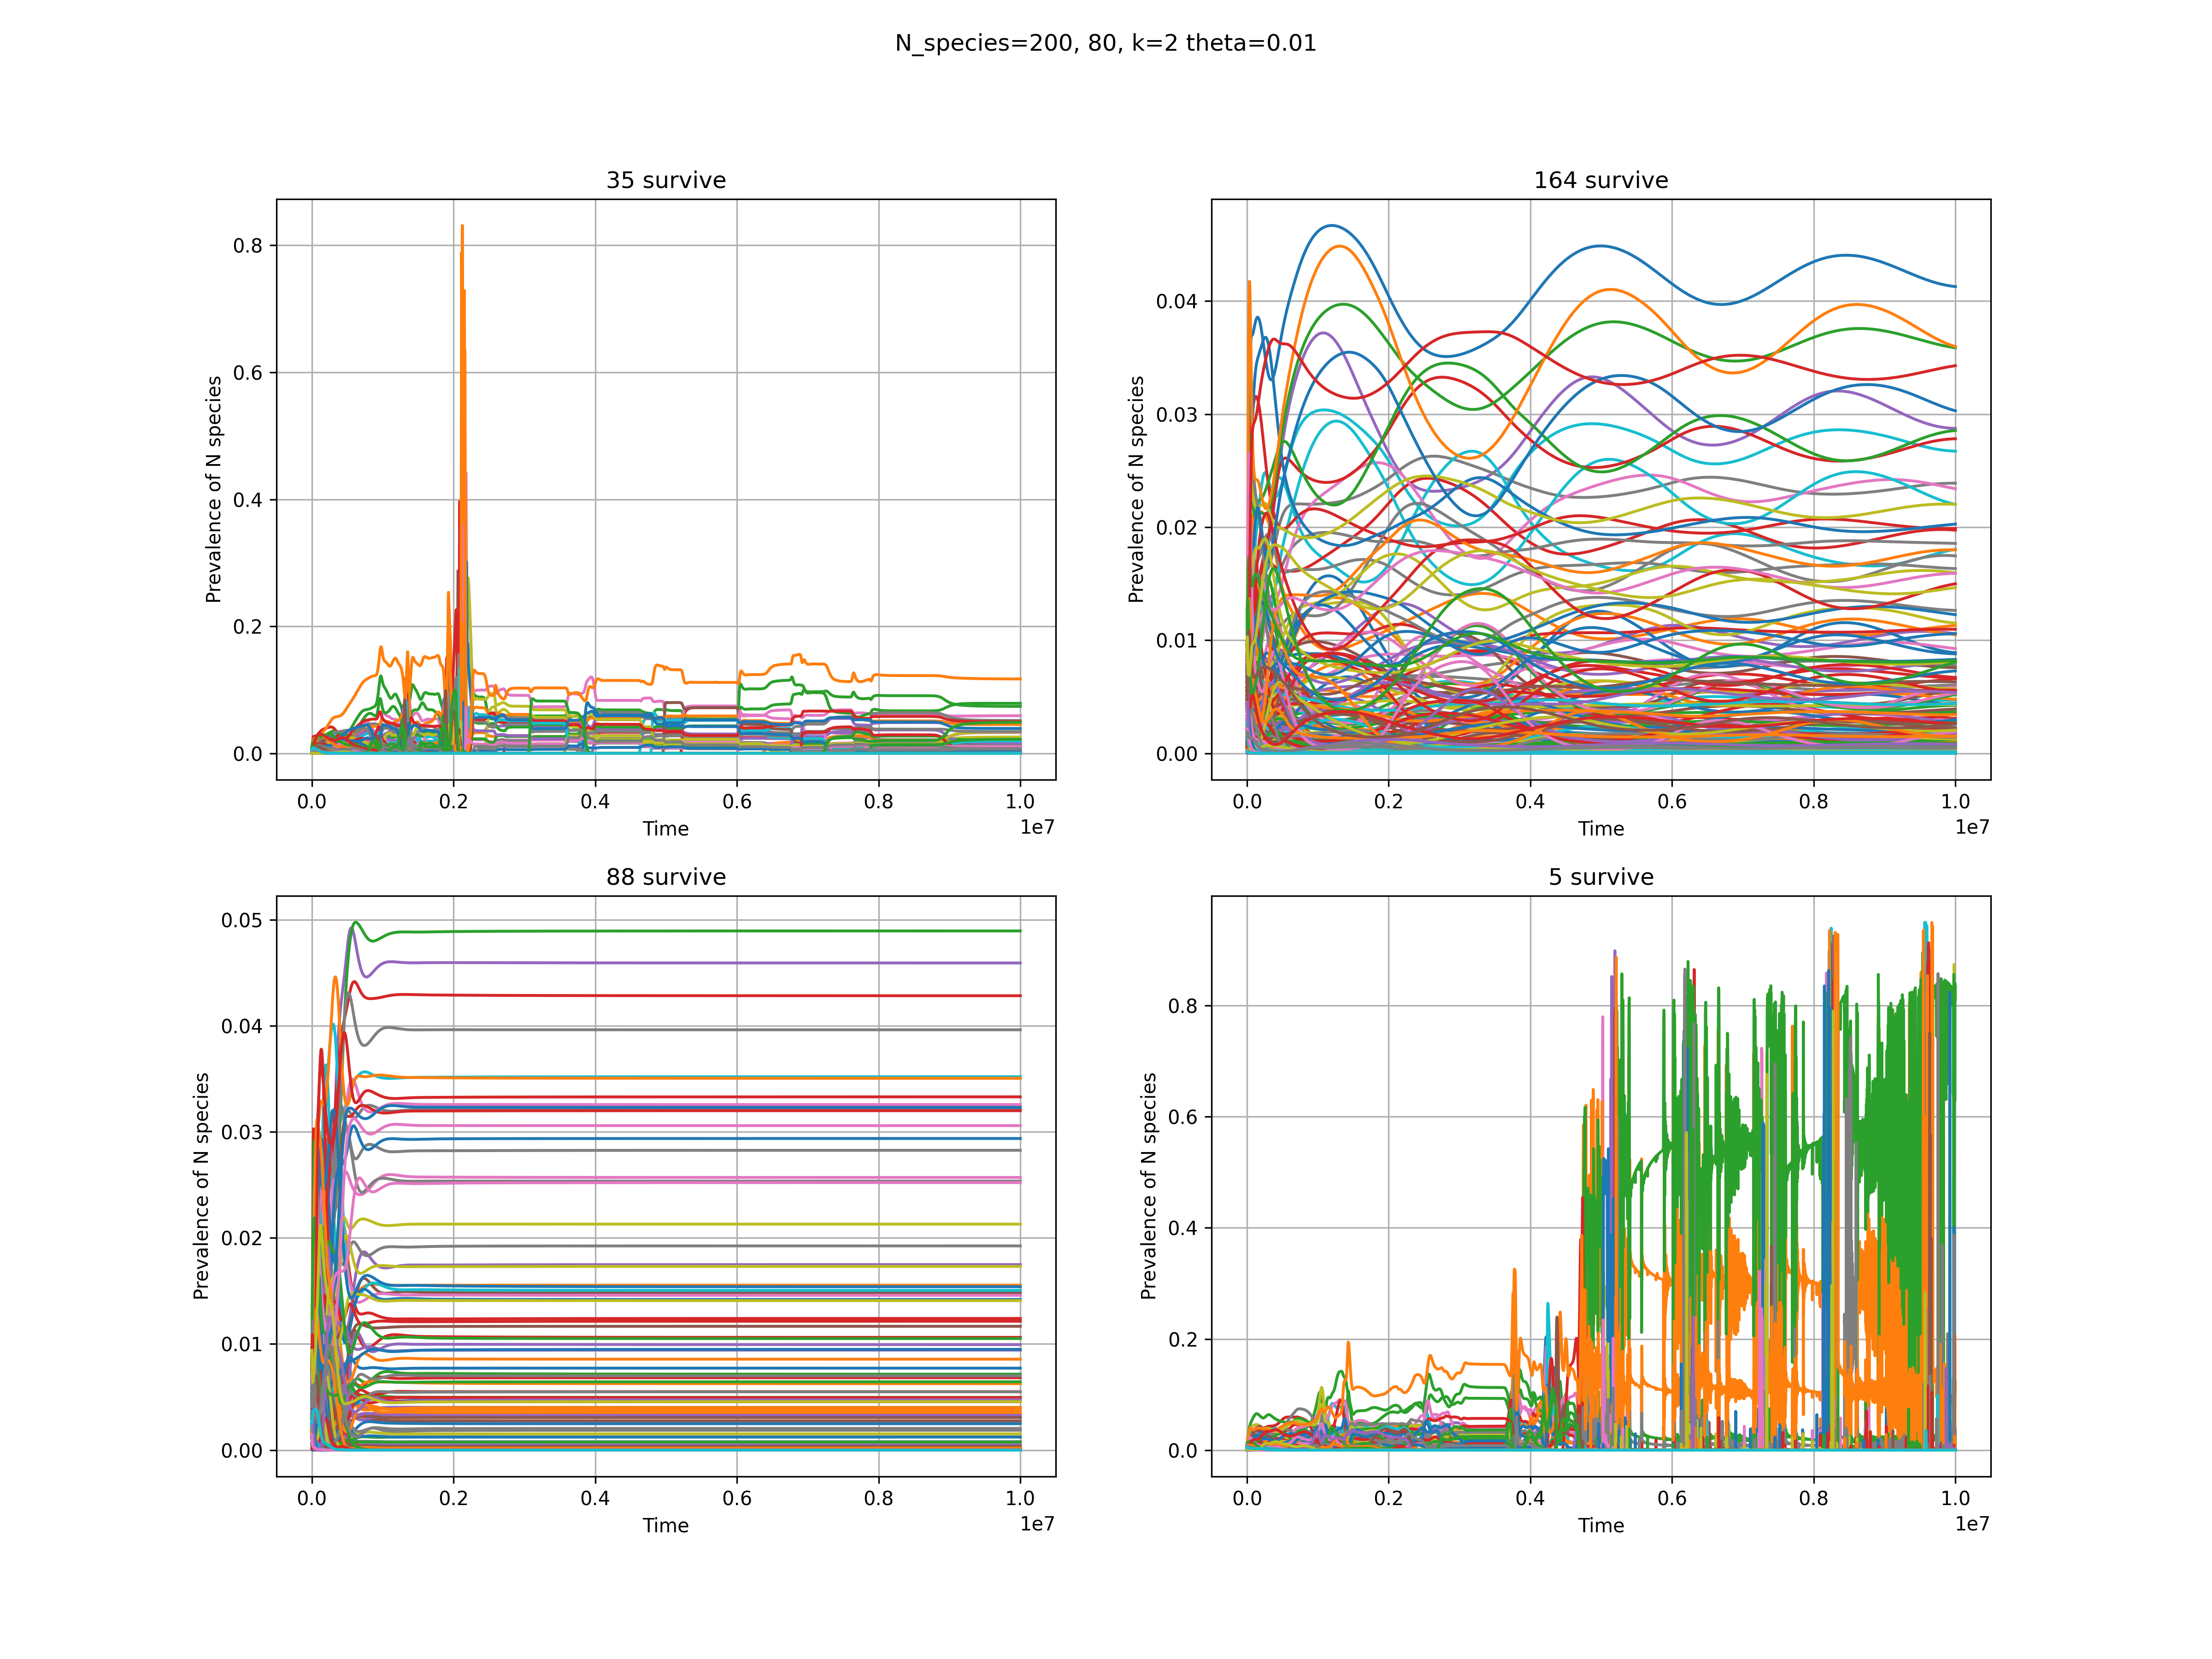 N_species=200, 80, k=2 theta=0.01
35 survive
Prevalence of N species
0.8
0.6
0.4
0.2
0.0
0.0 0.2 0.4 0.6 0.8 1.0
Time
1e7
164 survive
Prevalence of N species
0.04
0.03
0.02
0.01
0.00
0.0 0.2 0.4 0.6 0.8 1.0
Time
1e7
88 survive
Prevalence of N species
0.05
0.04
0.03
0.02
0.01
0.00
0.0 0.2 0.4 0.6 0.8 1.0
Time
1e7
5 survive
Prevalence of N species
0.8
0.6
0.4
0.2
0.0
0.0 0.2 0.4 0.6 0.8 1.0
Time
1e7